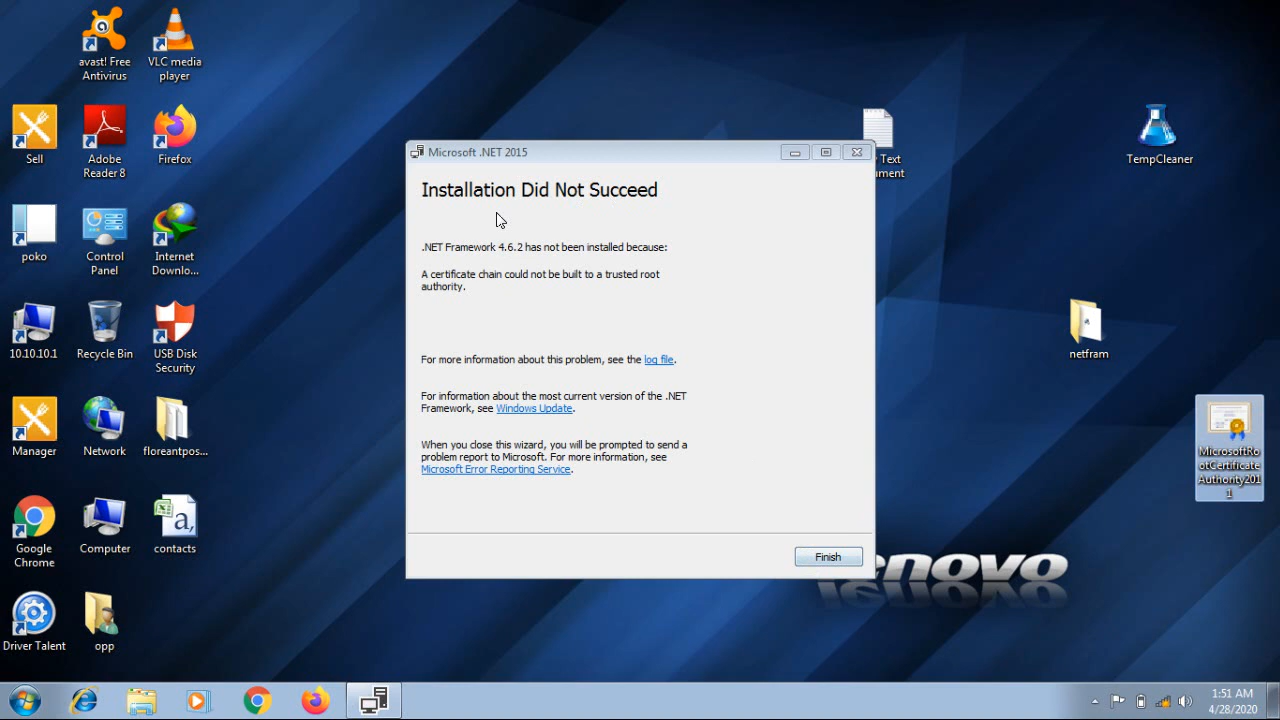 avast! Free
Antivirus
VLC media
player
Sell
Adobe
Reader 8
Firefox
poko
Control
Panel
Internet
Downlo...
10.10.10.1
Recycle Bin
USB Disk
Security
Manager
Network
floreantpos...
Google
Chrome
Computer
contacts
Driver Talent
opp
Microsoft .NET 2015
Installation Did Not Succeed
.NET Framework 4.6.2 has not been installed because:
A certificate chain could not be built to a trusted root
authority.
For more information about this problem, see the log file.
For information about the most current version of the .NET
Framework, see Windows Update.
When you close this wizard, you will be prompted to send a
problem report to Microsoft. For more information, see
Microsoft Error Reporting Service.
Finish
Text
TempCleaner
netfram
MicrosoftRo
otCertificate
Authority201
1
enovo
1:51 AM
4/28/2020